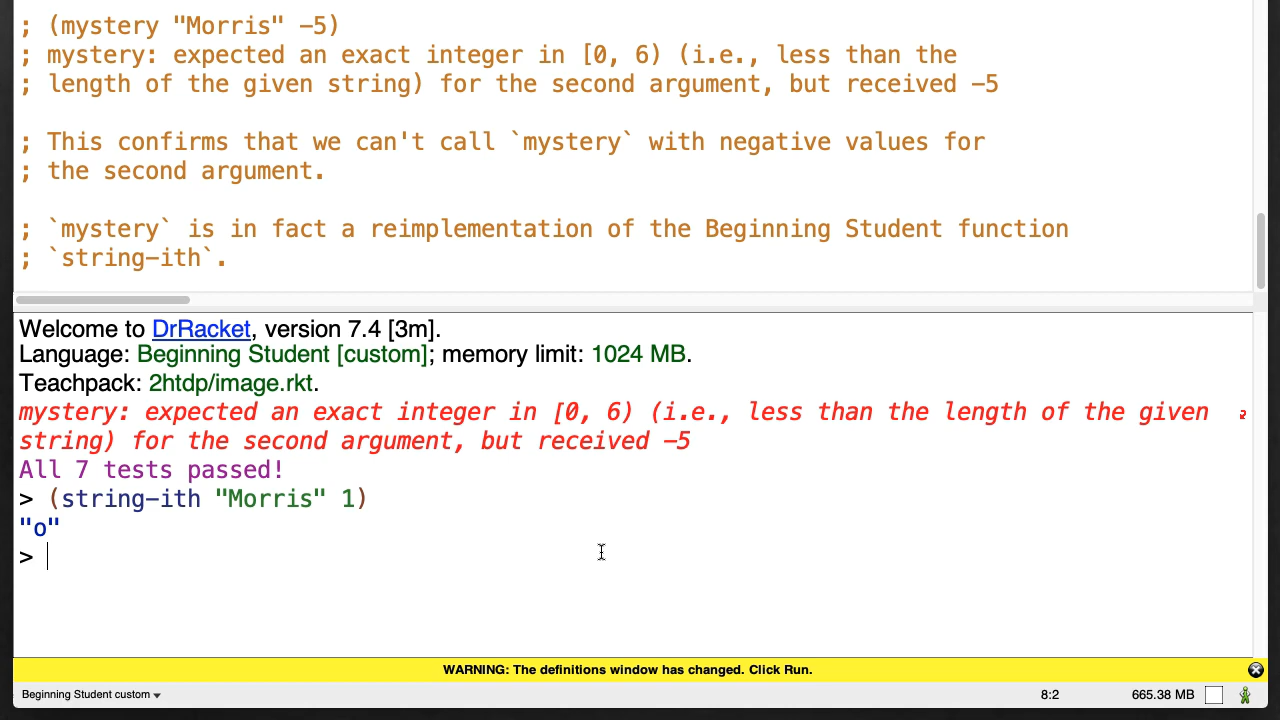 ; (mystery "Morris" -5)
; mystery: expected an exact integer in [0, 6) (i.e., less than the
; length of the given string) for the second argument, but received -5
; This confirms that we can't call `mystery` with negative values for
; the second argument.
; `mystery` is in fact a reimplementation of the Beginning Student function
; `string-ith`.
Welcome to DrRacket, version 7.4 [3m].
Language: Beginning Student [custom]; memory limit: 1024 MB.
Teachpack: 2htdp/image.rkt.
mystery: expected an exact integer in [0, 6) (i.e., less than the length of the given
string) for the second argument, but received -5
All 7 tests passed!
> (string-ith "Morris" 1)
"o"
>
WARNING: The definitions window has changed. Click Run.
Beginning Student custom 8:2 665.38 MB